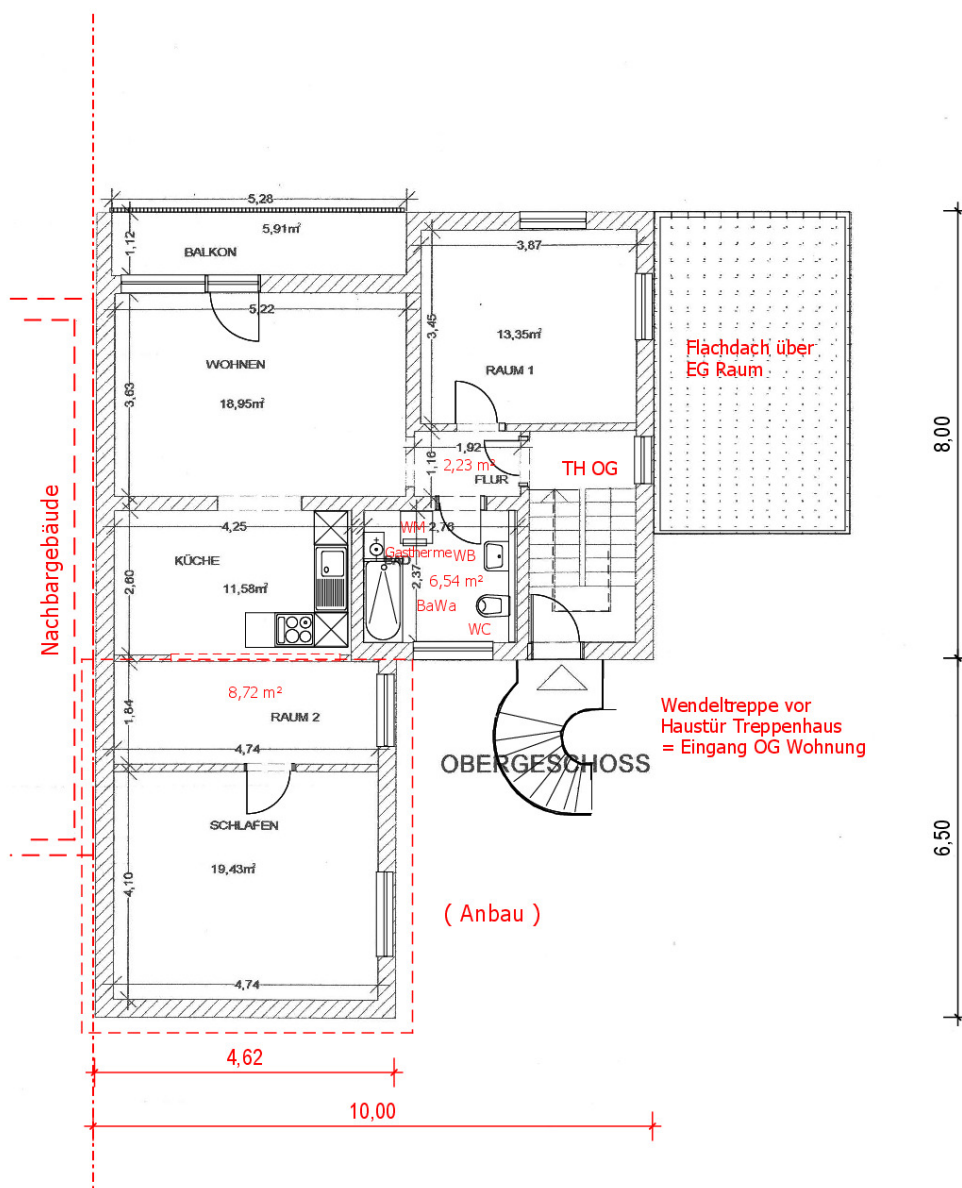 5,28
5,91m²
1,12
BALKON
3,87
5,22
3,45
13,35m²
RAUM 1
Flachdach über
EG Raum
WOHNEN
3,63
18,95m²
8,00
1,92
1,16
2,23 m²
FLUR
TH OG
Nachbargebäude
4,25
WM
2,78
KÜCHE
Gastherme
WB
BAD
2,60
11,58m²
2,37
6,54 m²
BaWa
WC
8,72 m²
RAUM 2
1,84
4,74
Wendeltreppe vor
Haustür Treppenhaus
= Eingang OG Wohnung
OBERGESCHOSS
SCHLAFEN
19,43m²
4,10
6,50
( Anbau )
4,74
4,62
10,00